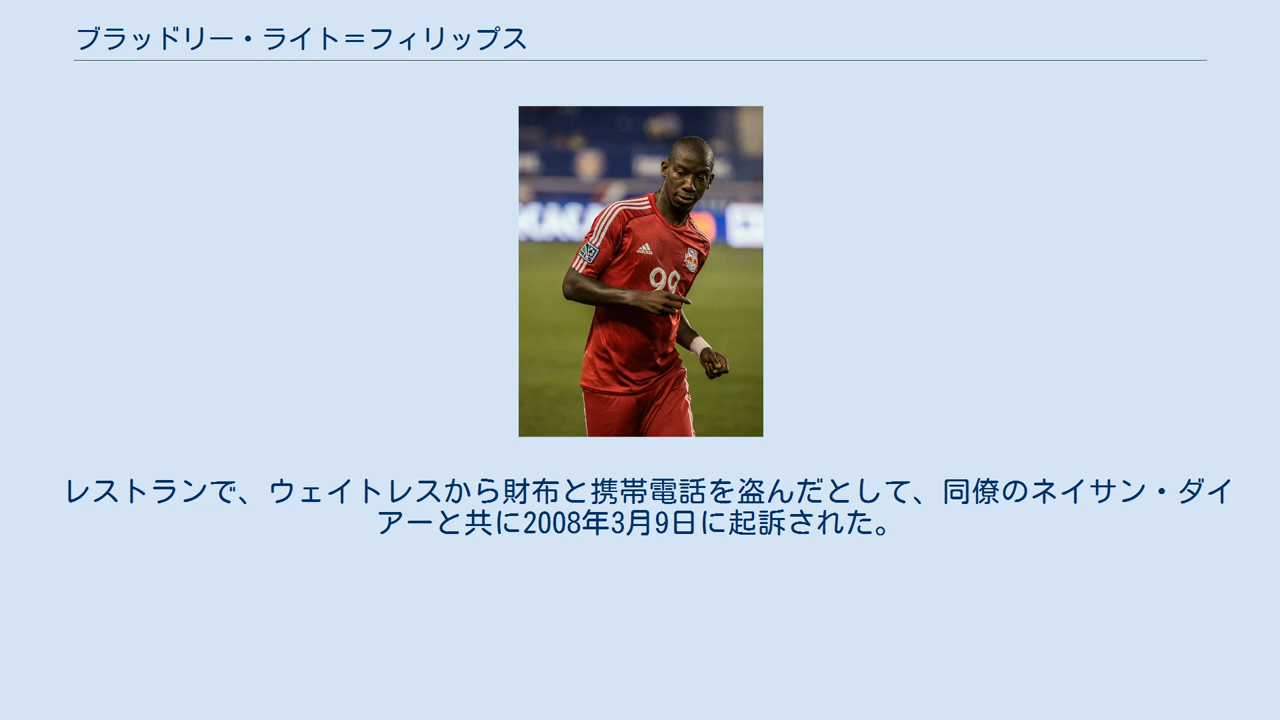 ブラッドリー・ライト＝フィリップス
adidas
99
レストランで、ウェイトレスから財布と携帯電話を盗んだとして、同僚のネイサン・ダイ
アーと共に2008年3月9日に起訴された。